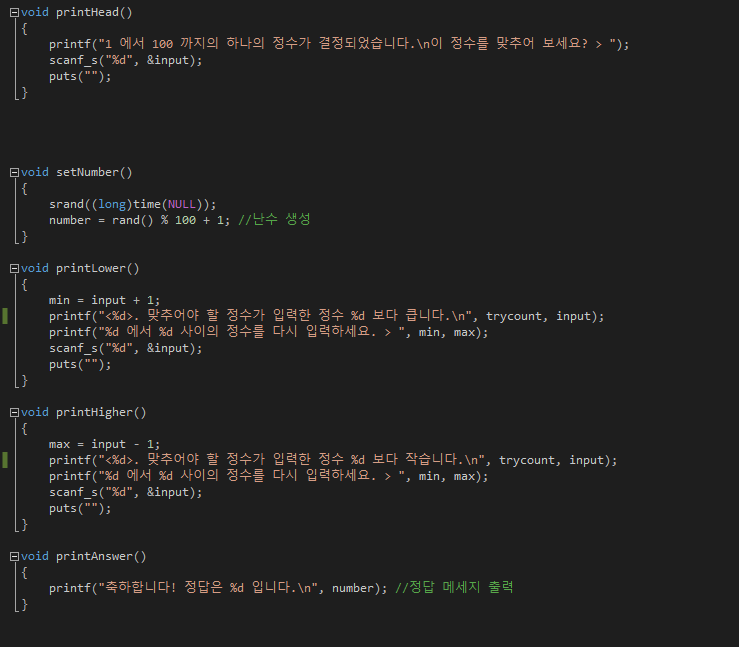 void printHead()
{
printf("1 에서 100 까지의 하나의 정수가 결정되었습니다.\n이 정수를 맞추어 보세요? > ");
scanf_s("%d", &input);
puts("");
}
void setNumber()
{
srand((long)time(NULL));
number = rand() % 100 + 1; //난수 생성
}
void printLower()
{
min = input + 1;
printf("<%d>. 맞추어야 할 정수가 입력한 정수 %d 보다 큽니다.\n", trycount, input);
printf("%d 에서 %d 사이의 정수를 다시 입력하세요. > ", min, max);
scanf_s("%d", &input);
puts("");
}
void printHigher()
{
max = input - 1;
printf("<%d>. 맞추어야 할 정수가 입력한 정수 %d 보다 작습니다.\n", trycount, input);
printf("%d 에서 %d 사이의 정수를 다시 입력하세요. > ", min, max);
scanf_s("%d", &input);
puts("");
}
void printAnswer()
{
printf("축하합니다! 정답은 %d 입니다.\n", number); //정답 메세지 출력
}